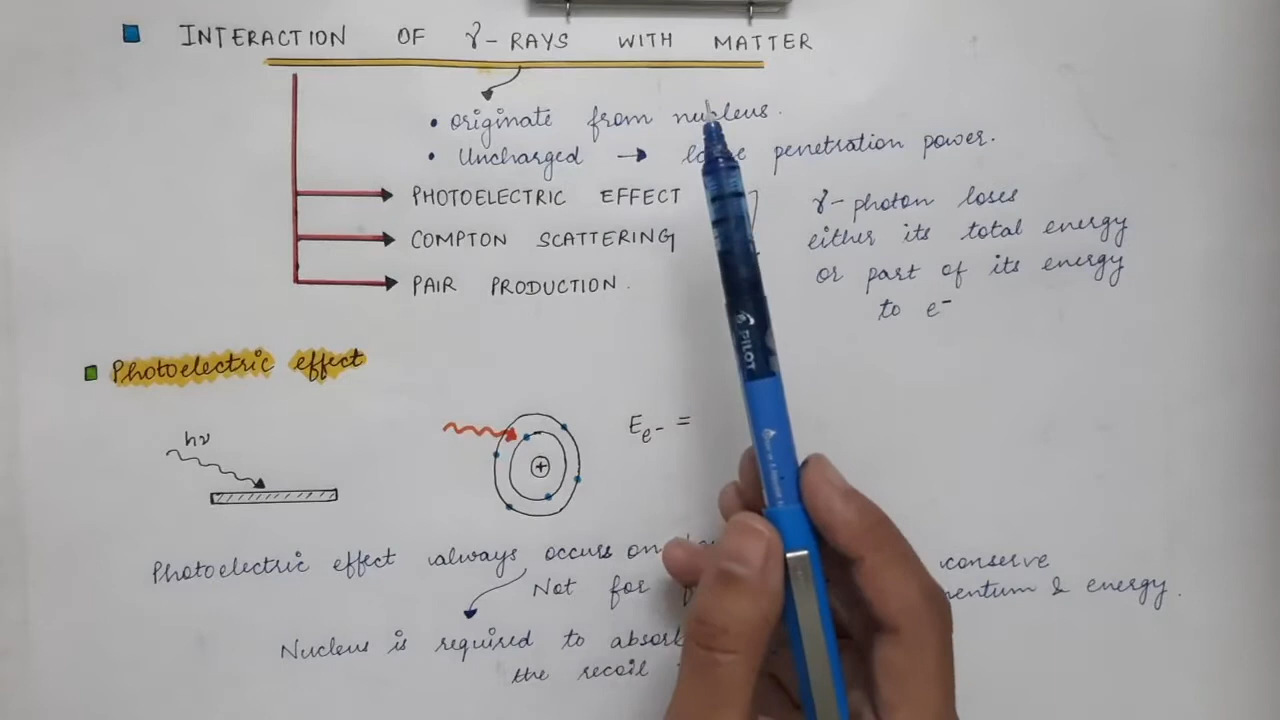 INTERACTION OF γ-RAYS WITH MATTER
• originate from nucleus.
• Uncharged → penetration power.
PHOTOELECTRIC EFFECT
COMPTON SCATTERING
PAIR PRODUCTION.
γ-photon loses
either its total energy
or part of its energy
to e⁻
Photoelectric effect
hν
+
E e⁻ =
PILOT
Photoelectric effect always occurs on
conserve
Not for & energy.
Nucleus is required to
the recoil